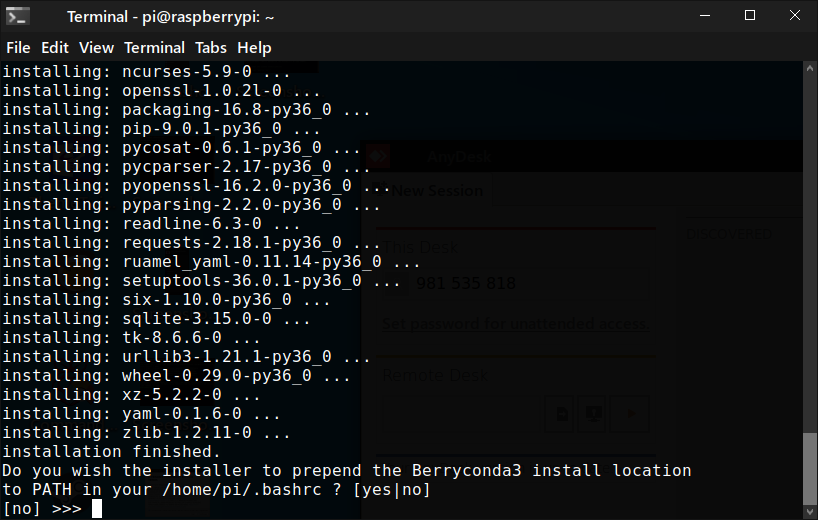 Terminal - pi@raspberrypi: ~
File Edit View Terminal Tabs Help
installing: ncurses-5.9-0 ...
installing: openssl-1.0.2l-0 ...
installing: packaging-16.8-py36_0 ...
installing: pip-9.0.1-py36_0 ...
installing: pycosat-0.6.1-py36_0 ...
installing: pycparser-2.17-py36_0 ...
installing: pyopenssl-16.2.0-py36_0 ...
installing: pyparsing-2.2.0-py36_0 ...
installing: readline-6.3-0 ...
installing: requests-2.18.1-py36_0 ...
installing: ruamel_yaml-0.11.14-py36_0 ...
installing: setuptools-36.0.1-py36_0 ...
installing: six-1.10.0-py36_0 ...
installing: sqlite-3.15.0-0 ...
installing: tk-8.6.6-0 ...
installing: urllib3-1.21.1-py36_0 ...
installing: wheel-0.29.0-py36_0 ...
installing: xz-5.2.2-0 ...
installing: yaml-0.1.6-0 ...
installing: zlib-1.2.11-0 ...
installation finished.
Do you wish the installer to prepend the Berryconda3 install location
to PATH in your /home/pi/.bashrc ? [yes|no]
[no] >>>
AnyDesk
New Session
This Desk
DISCOVERED
981 535 818
Set password for unattended access.
Remote Desk